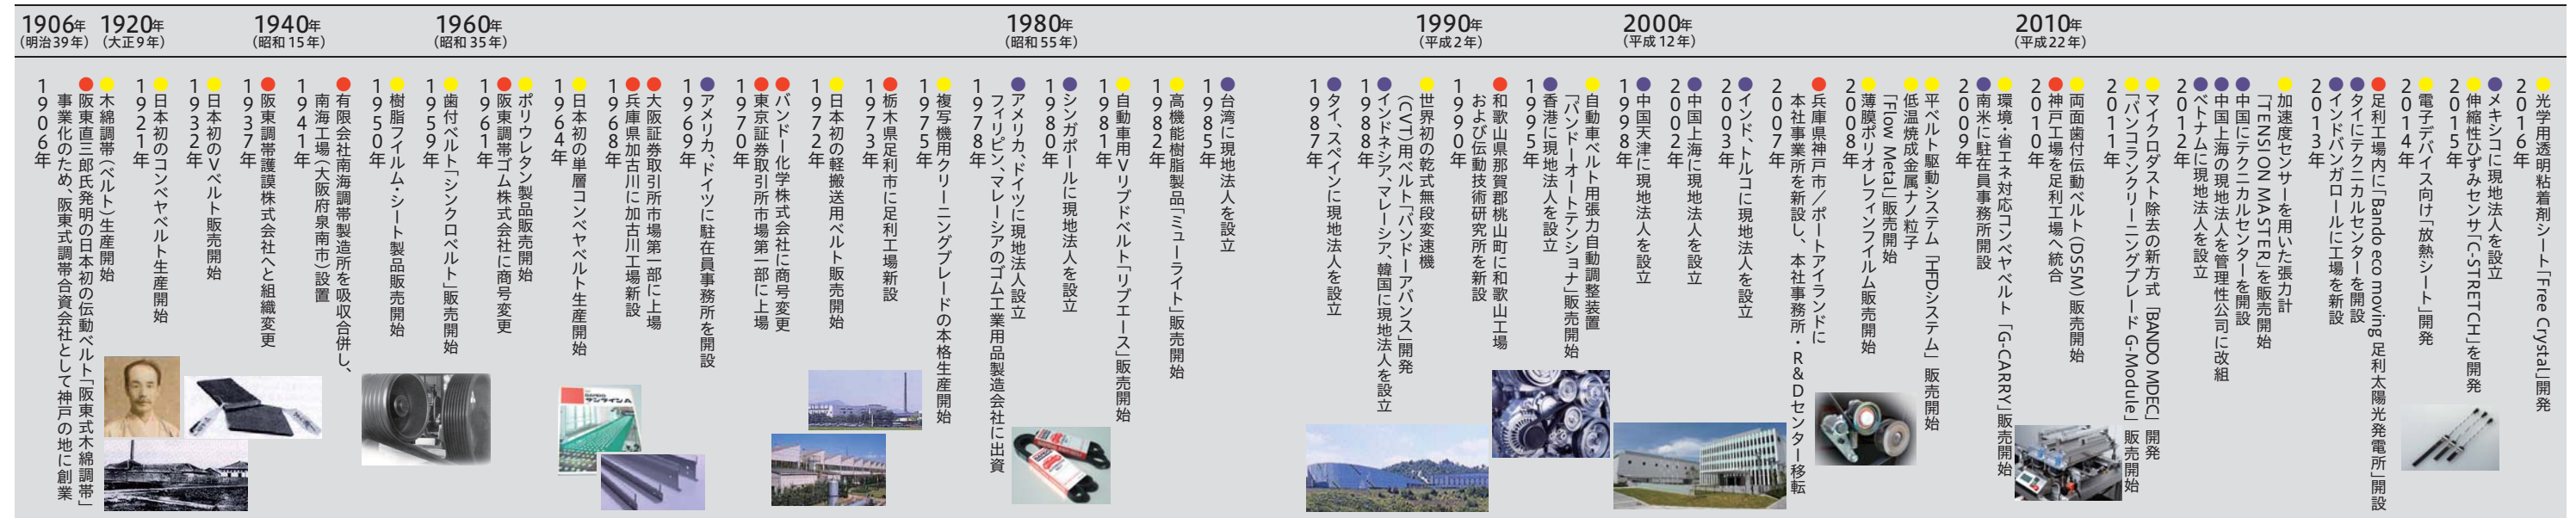 1906年
（明治39年）
1920年
（大正9年）
1940年
（昭和15年）
1960年
（昭和35年）
1980年
（昭和55年）
1990年
（平成2年）
2000年
（平成12年）
2010年
（平成22年）
1906年
阪東直三郎氏発明の日本初の伝動ベルト「阪東式木綿調帯」
事業化のため、阪東式調帯合資会社として神戸の地に創業
木綿調帯（ベルト）生産開始
1921年
日本初のコンベヤベルト生産開始
1932年
日本初のVベルト販売開始
1937年
阪東調帯護謨株式会社へと組織変更
1941年
有限会社南海調帯製造所を吸収合併し、
南海工場（大阪府泉南市）設置
1950年
樹脂フイルム・シート製品販売開始
1959年
歯付ベルト「シンクロベルト」販売開始
1961年
阪東調帯ゴム株式会社に商号変更
ポリウレタン製品販売開始
1964年
日本初の単層コンベヤベルト生産開始
1968年
兵庫県加古川に加古川工場新設
大阪証券取引所市場第一部に上場
1969年
アメリカ、ドイツに駐在員事務所を開設
1970年
東京証券取引所市場第一部に上場
バンドー化学株式会社に商号変更
1972年
日本初の軽搬送用ベルト販売開始
1973年
栃木県足利市に足利工場新設
1975年
複写機用クリーニングブレードの本格生産開始
1978年
アメリカ、ドイツに現地法人設立
フィリピン、マレーシアのゴム工業用品製造会社に出資
1980年
シンガポールに現地法人を設立
1981年
自動車用Vリブドベルト「リブエース」販売開始
1982年
高機能樹脂製品「ミューライト」販売開始
1985年
台湾に現地法人を設立
1987年
タイ、スペインに現地法人を設立
1988年
インドネシア、マレーシア、韓国に現地法人を設立
世界初の乾式無段変速機
（CVT）用ベルト「バンドーアバンス」開発
1990年
和歌山県那賀郡桃山町に和歌山工場
および伝動技術研究所を新設
1995年
香港に現地法人を設立
自動車ベルト用張力自動調整装置
「バンドーオートテンショナ」販売開始
1998年
中国天津に現地法人を設立
2002年
中国上海に現地法人を設立
2003年
インド、トルコに現地法人を設立
2007年
兵庫県神戸市／ポートアイランドに
本社事業所を新設し、本社事務所・R&Dセンター移転
2008年
薄膜ポリオレフィンフイルム販売開始
低温焼成金属ナノ粒子
「Flow Metal」販売開始
平ベルト駆動システム「HFDシステム」販売開始
2009年
南米に駐在員事務所開設
環境・省エネ対応コンベヤベルト「G-CARRY」販売開始
2010年
神戸工場を足利工場へ統合
両面歯付伝動ベルト（DS5M）販売開始
2011年
「バンコランクリーニングブレードG-Module」販売開始
マイクロダスト除去の新方式「BANDO MDEC」開発
2012年
ベトナムに現地法人を設立
中国上海の現地法人を管理性公司に改組
中国にテクニカルセンターを開設
加速度センサーを用いた張力計
「TENSION MASTER」を販売開始
2013年
インドバンガロールに工場を新設
タイにテクニカルセンターを開設
足利工場内に「Bando eco moving 足利太陽光発電所」開設
2014年
電子デバイス向け「放熱シート」開発
2015年
伸縮性ひずみセンサ「C-STRETCH」を開発
メキシコに現地法人を設立
2016年
光学用透明粘着剤シート「Free Crystal」開発
サンラインA